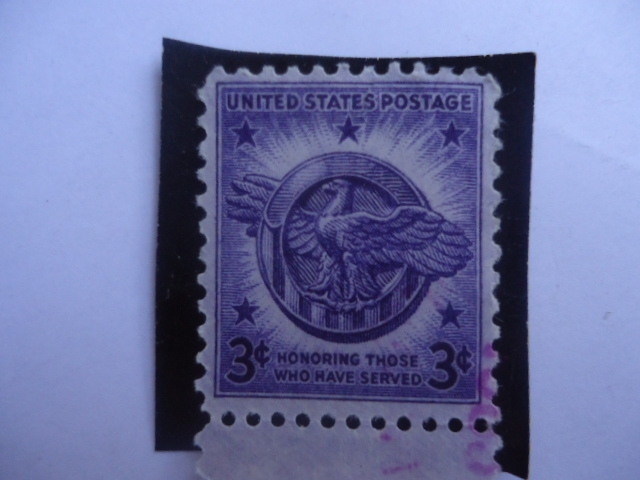 UNITED STATES POSTAGE
3¢ HONORING THOSE 3¢
WHO HAVE SERVED